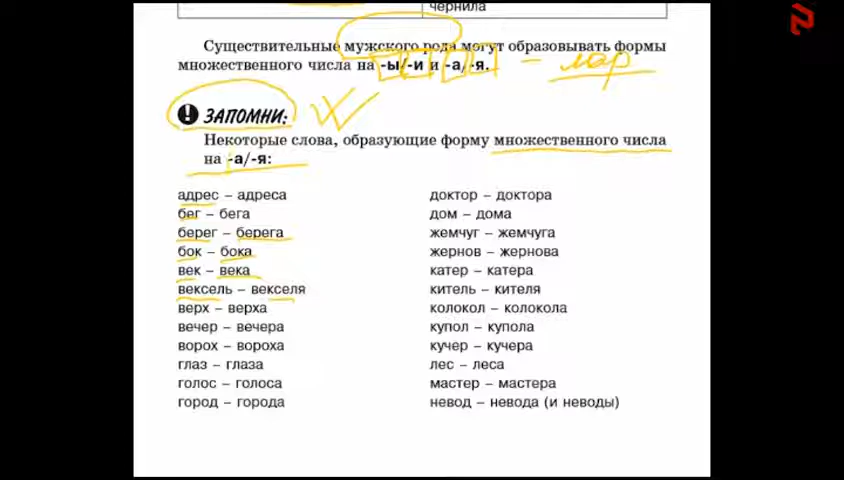 чернила
Существительные мужского рода могут образовывать формы
множественного числа на -ы/-и и -а/-я. –
ЗАПОМНИ:
Некоторые слова, образующие форму множественного числа
на -а/-я:
адрес – адреса
бег – бега
берег – берега
бок – бока
век – века
вексель – векселя
верх – верха
вечер – вечера
ворох – вороха
глаз – глаза
голос – голоса
город – города
доктор – доктора
дом – дома
жемчуг – жемчуга
жернов – жернова
катер – катера
китель – кителя
колокол – колокола
купол – купола
кучер – кучера
лес – леса
мастер – мастера
невод – невода (и неводы)